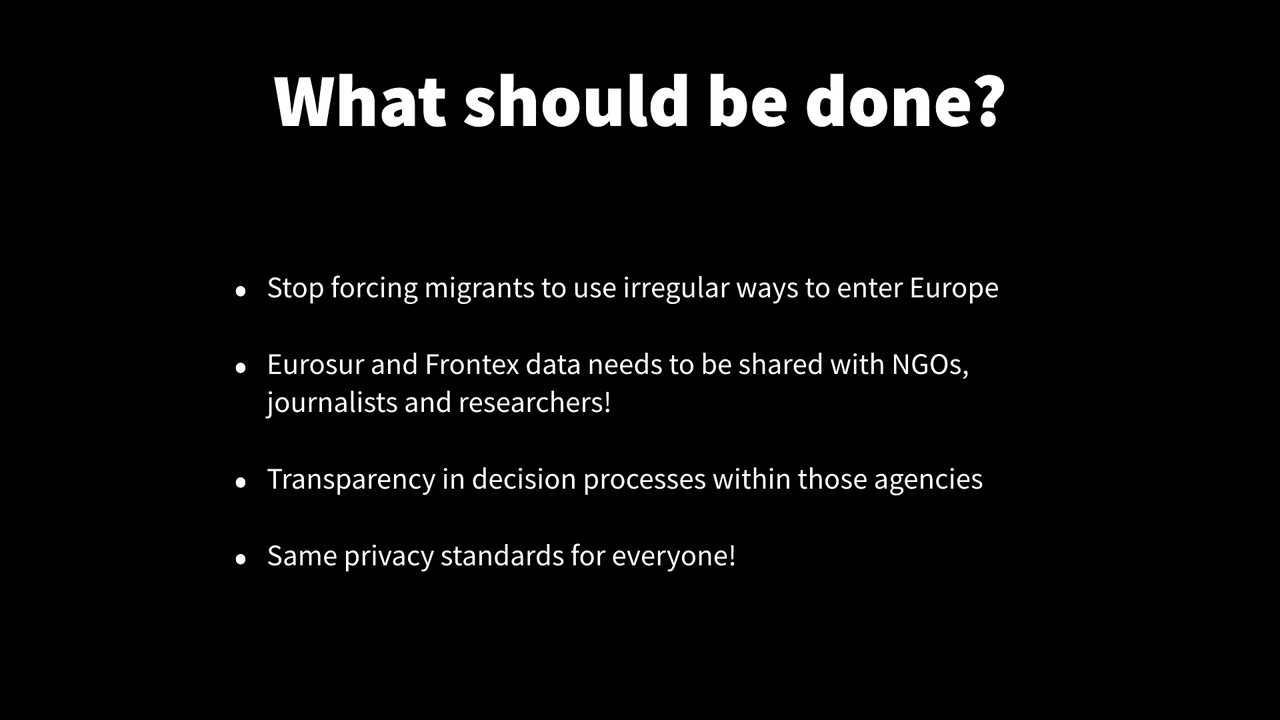 What should be done?
• Stop forcing migrants to use irregular ways to enter Europe
• Eurosur and Frontex data needs to be shared with NGOs,
journalists and researchers!
• Transparency in decision processes within those agencies
• Same privacy standards for everyone!